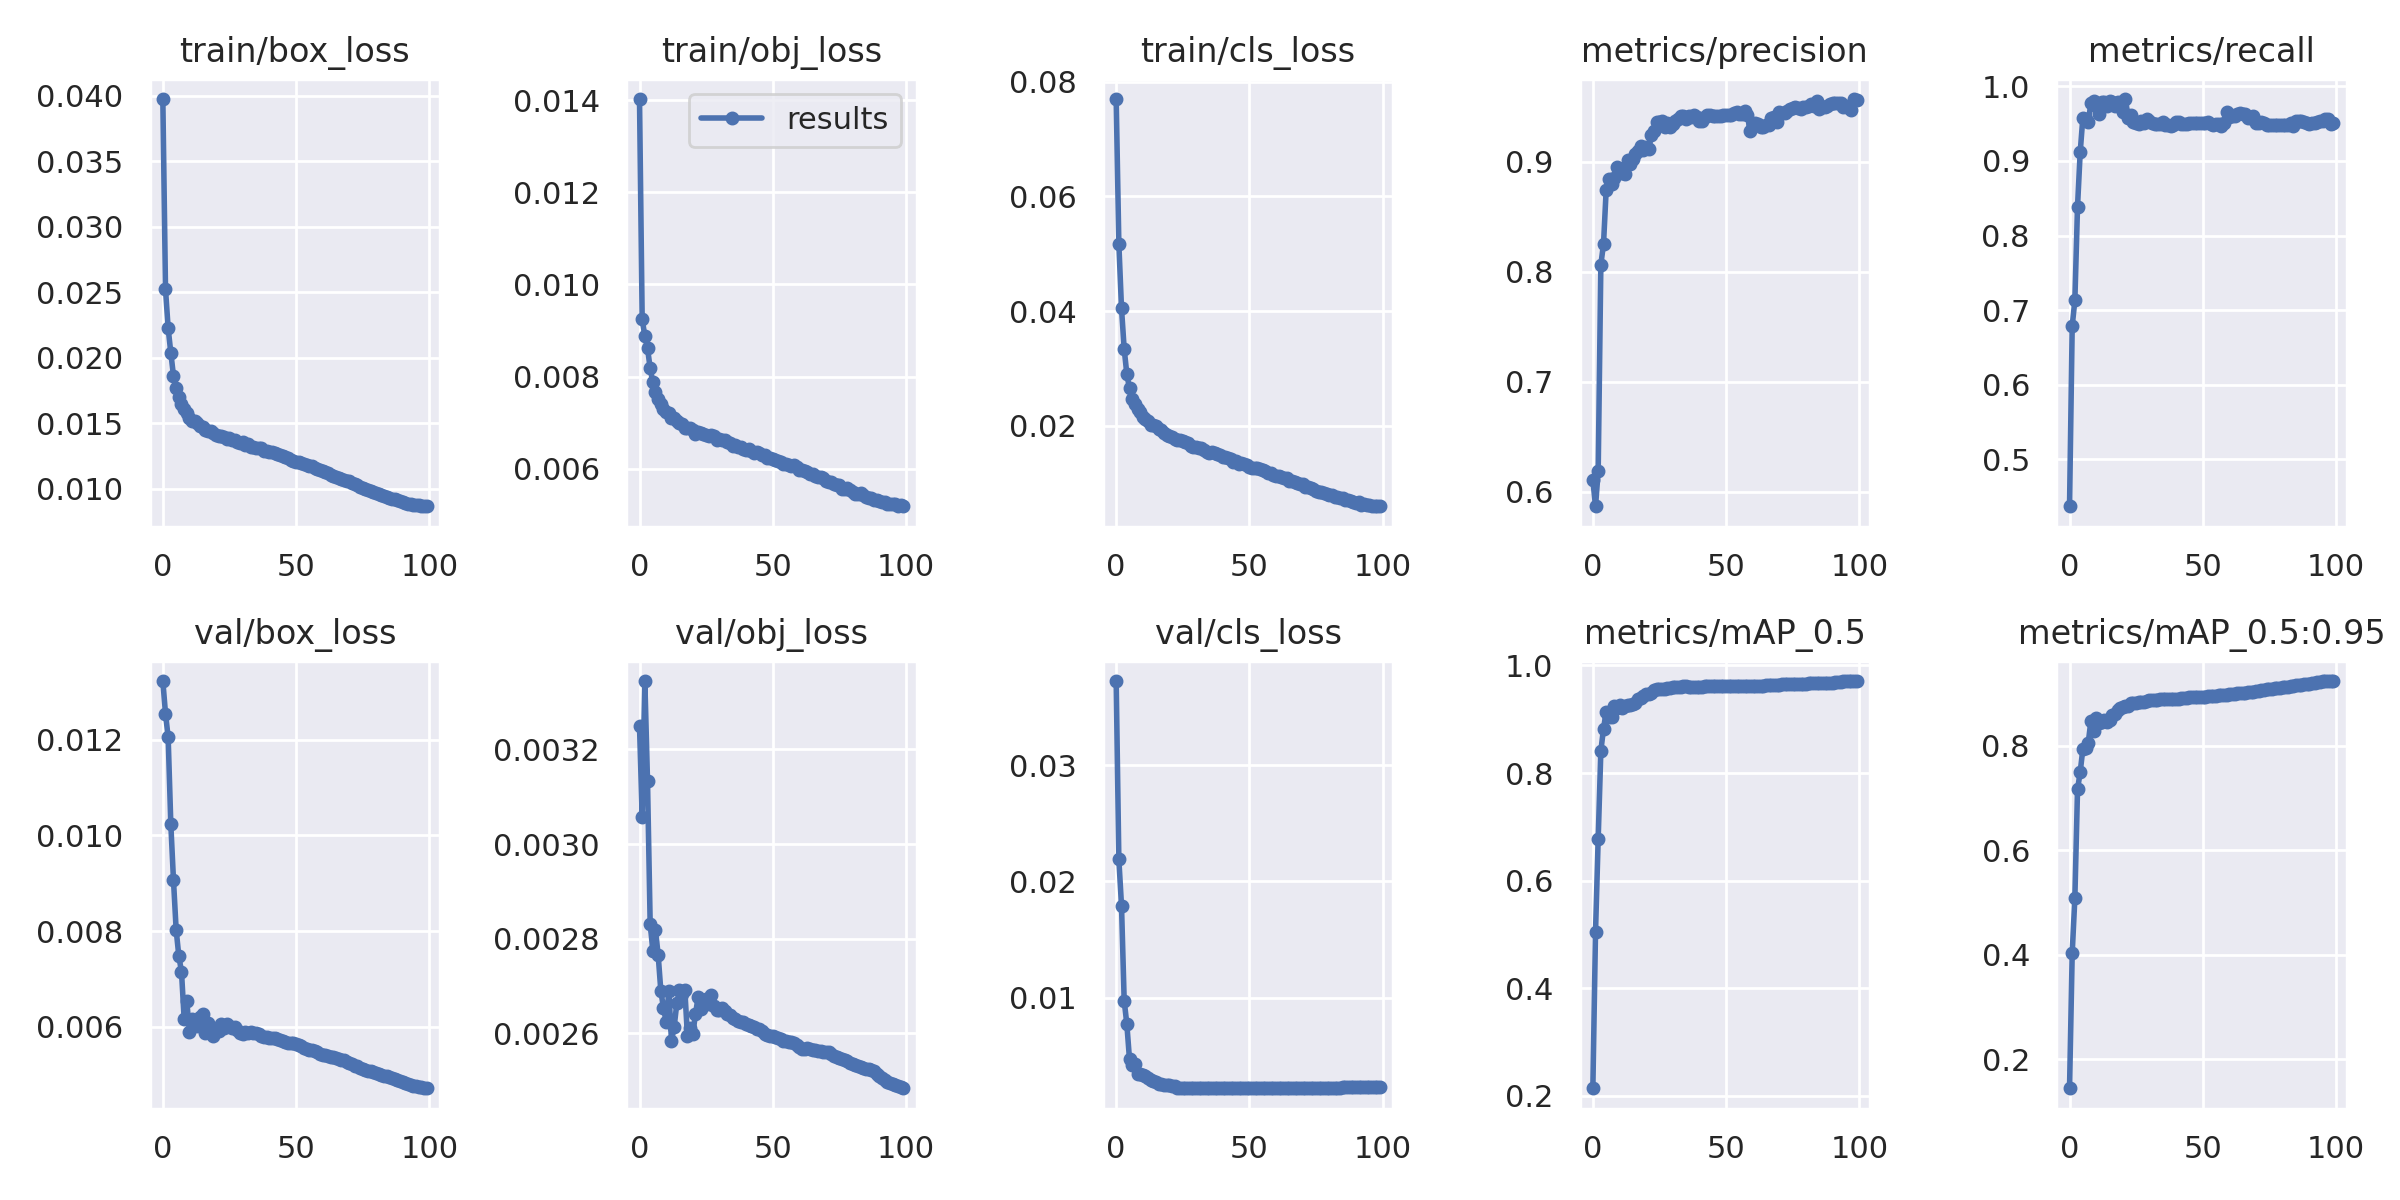 train/box_loss
0.040
0.035
0.030
0.025
0.020
0.015
0.010
0 50 100
train/obj_loss
results
0.014
0.012
0.010
0.008
0.006
0 50 100
train/cls_loss
0.08
0.06
0.04
0.02
0 50 100
metrics/precision
0.9
0.8
0.7
0.6
0 50 100
metrics/recall
1.0
0.9
0.8
0.7
0.6
0.5
0 50 100
val/box_loss
0.012
0.010
0.008
0.006
0 50 100
val/obj_loss
0.0032
0.0030
0.0028
0.0026
0 50 100
val/cls_loss
0.03
0.02
0.01
0 50 100
metrics/mAP_0.5
1.0
0.8
0.6
0.4
0.2
0 50 100
metrics/mAP_0.5:0.95
0.8
0.6
0.4
0.2
0 50 100